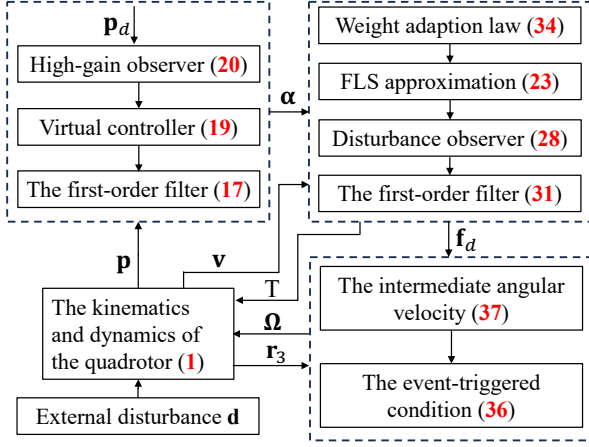 𝐩d
High-gain observer (20)
Virtual controller (19)
The first-order filter (17)
α
Weight adaption law (34)
FLS approximation (23)
Disturbance observer (28)
The first-order filter (31)
p
v
T
f_d
Ω
r₃
The kinematics
and dynamics of
the quadrotor (1)
External disturbance d
The intermediate angular
velocity (37)
The event-triggered
condition (36)